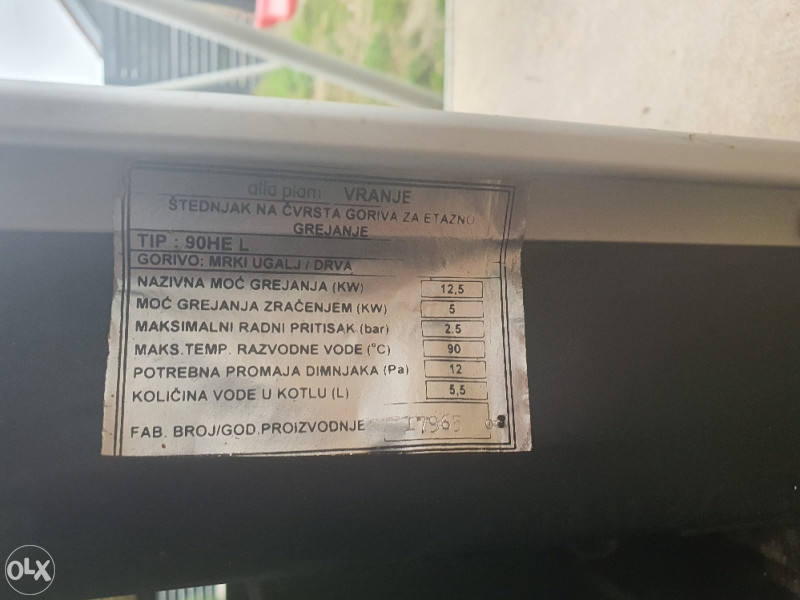 alfa plam VRANJE
ŠTEDNJAK NA ČVRSTA GORIVA ZA ETAŽNO
GREJANJE
TIP : 90HE L
GORIVO: MRKI UGALJ / DRVA
NAZIVNA MOĆ GREJANJA (KW) 12,5
MOĆ GREJANJA ZRAČENJEM (KW) 5
MAKSIMALNI RADNI PRITISAK (bar) 2.5
MAKS.TEMP. RAZVODNE VODE (°C) 90
POTREBNA PROMAJA DIMNJAKA (Pa) 12
KOLIČINA VODE U KOTLU (L) 5,5
FAB. BROJ/GOD.PROIZVODNJE 17965
OLX